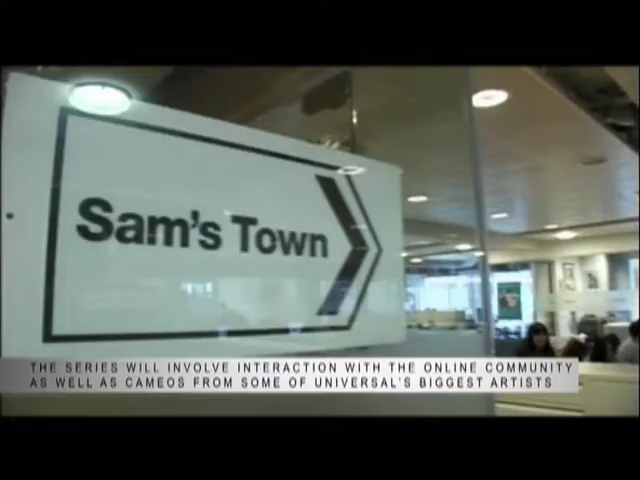 Sam's Town
THE SERIES WILL INVOLVE INTERACTION WITH THE ONLINE COMMUNITY
AS WELL AS CAMEOS FROM SOME OF UNIVERSAL'S BIGGEST ARTISTS